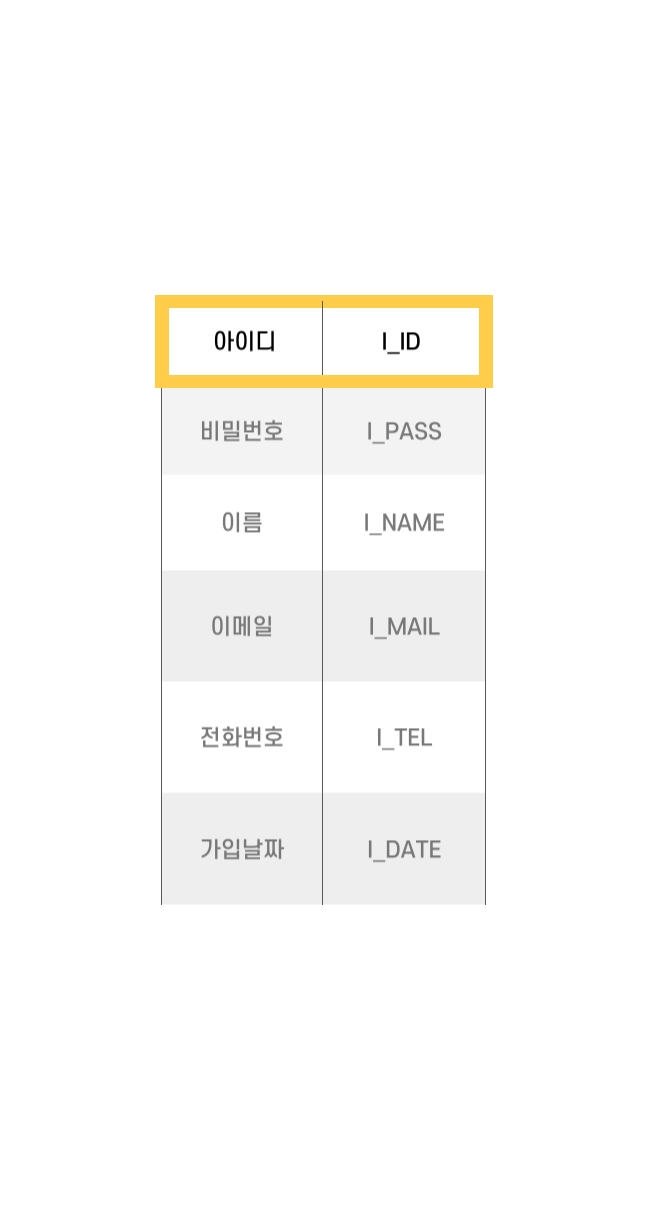 아이디 I_ID
비밀번호 I_PASS
이름 I_NAME
이메일 I_MAIL
전화번호 I_TEL
가입날짜 I_DATE